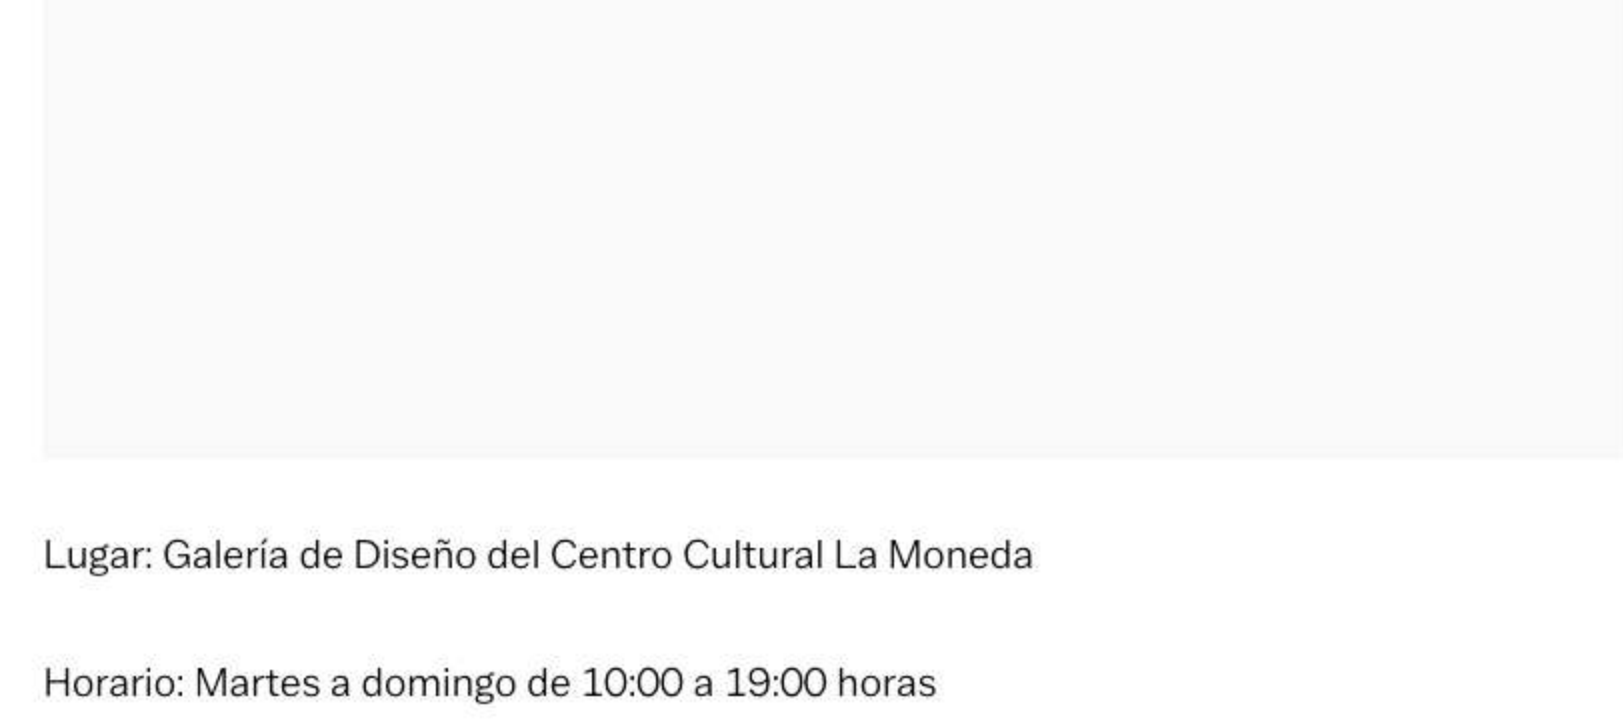 Lugar: Galería de Diseño del Centro Cultural La Moneda
Horario: Martes a domingo de 10:00 a 19:00 horas